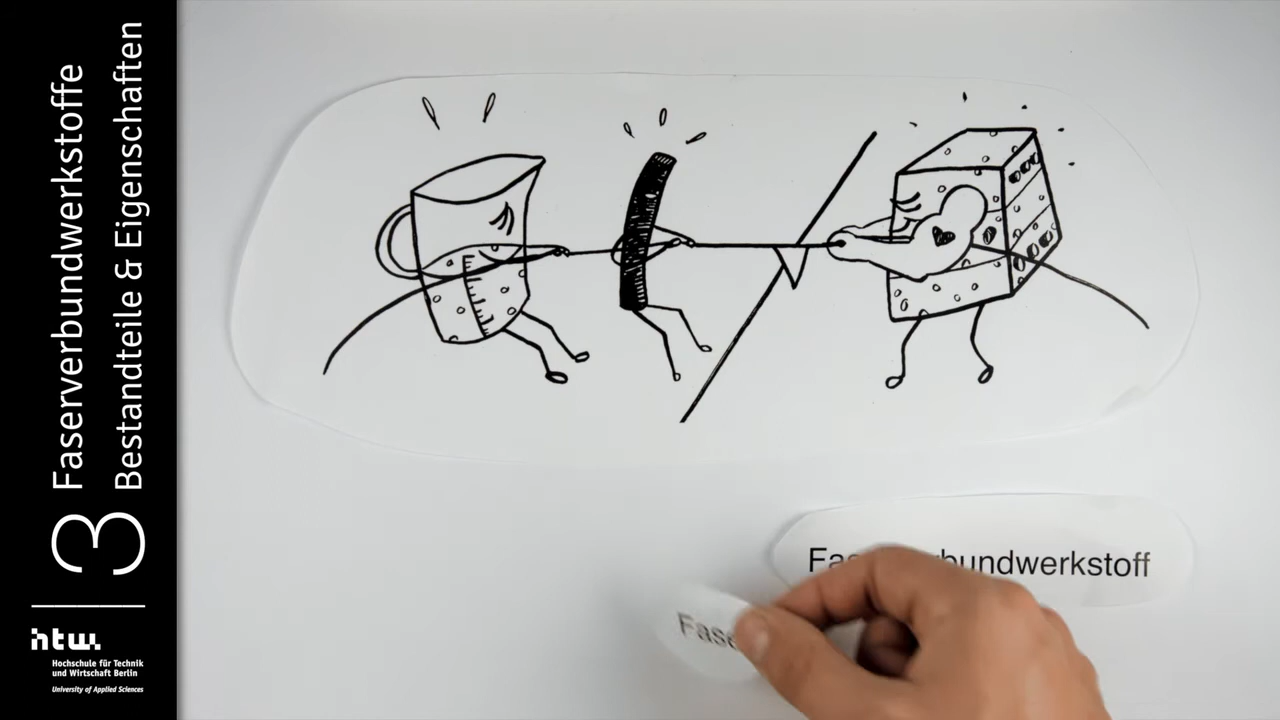 3 Faserverbundwerkstoffe
Bestandteile & Eigenschaften
htw.
Hochschule für Technik
und Wirtschaft Berlin
University of Applied Sciences